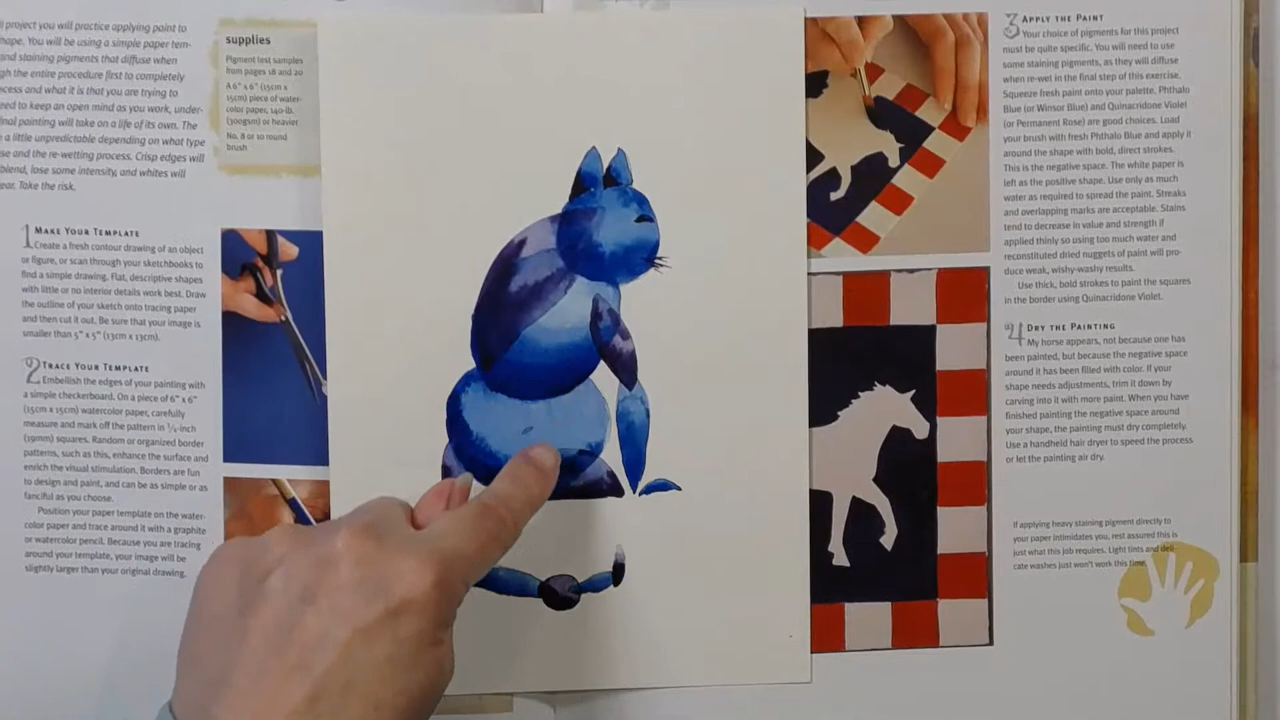 project you will practice applying paint to
hape. You will be using a simple paper tem-
and staining pigments that diffuse when
gh the entire procedure first to completely
ocess and what it is that you are trying to
eed to keep an open mind as you work, under-
inal painting will take on a life of its own. The
a little unpredictable depending on what type
se and the re-wetting process. Crisp edges will
blend, lose some intensity, and whites will
ear. Take the risk.
supplies
Pigment test samples
from pages 18 and 20
A 6" x 6" (15cm x
15cm) piece of water-
color paper, 140-lb.
(300gsm) or heavier
No. 8 or 10 round
brush
1 MAKE YOUR TEMPLATE
Create a fresh contour drawing of an object
or figure, or scan through your sketchbooks to
find a simple drawing. Flat, descriptive shapes
with little or no interior details work best. Draw
the outline of your sketch onto tracing paper
and then cut it out. Be sure that your image is
smaller than 5" x 5" (13cm x 13cm).
2 TRACE YOUR TEMPLATE
Embellish the edges of your painting with
a simple checkerboard. On a piece of 6" x 6"
(15cm x 15cm) watercolor paper, carefully
measure and mark off the pattern in ¾-inch
(19mm) squares. Random or organized border
patterns, such as this, enhance the surface and
enrich the visual stimulation. Borders are fun
to design and paint, and can be as simple or as
fanciful as you choose.
Position your paper template on the water-
color paper and trace around it with a graphite
or watercolor pencil. Because you are tracing
around your template, your image will be
slightly larger than your original drawing.
3 APPLY THE PAINT
Your choice of pigments for this project
must be quite specific. You will need to use
some staining pigments, as they will diffuse
when re-wet in the final step of this exercise.
Squeeze fresh paint onto your palette. Phthalo
Blue (or Winsor Blue) and Quinacridone Violet
(or Permanent Rose) are good choices. Load
your brush with fresh Phthalo Blue and apply it
around the shape with bold, direct strokes.
This is the negative space. The white paper is
left as the positive shape. Use only as much
water as required to spread the paint. Streaks
and overlapping marks are acceptable. Stains
tend to decrease in value and strength if
applied thinly so using too much water and
reconstituted dried nuggets of paint will pro-
duce weak, wishy-washy results.
Use thick, bold strokes to paint the squares
in the border using Quinacridone Violet.
4 DRY THE PAINTING
My horse appears, not because one has
been painted, but because the negative space
around it has been filled with color. If your
shape needs adjustments, trim it down by
carving into it with more paint. When you have
finished painting the negative space around
your shape, the painting must dry completely.
Use a handheld hair dryer to speed the process
or let the painting air dry.
If applying heavy staining pigment directly to
your paper intimidates you, rest assured this is
just what this job requires. Light tints and deli-
cate washes just won't work this time.